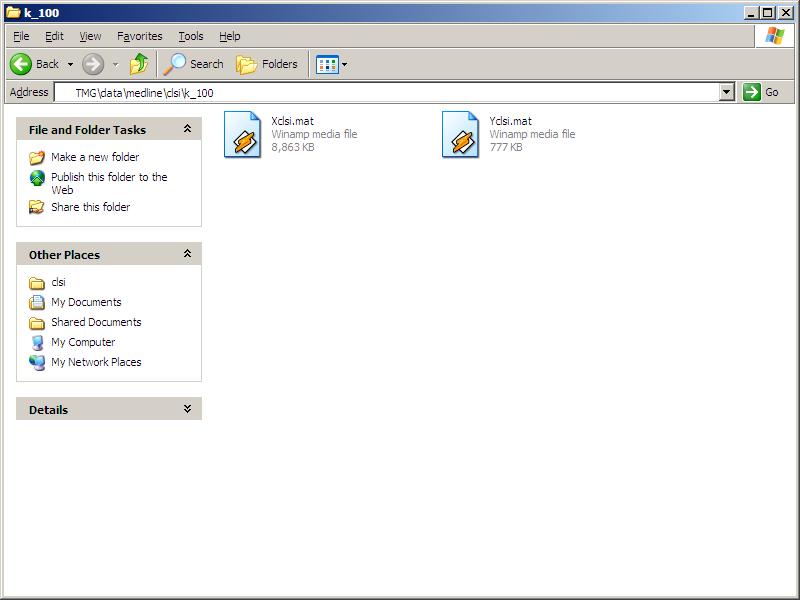 k_100
File Edit View Favorites Tools Help
Back Search Folders
Address TMG\data\medline\clsi\k_100 Go
File and Folder Tasks
Make a new folder
Publish this folder to the
Web
Share this folder
Other Places
clsi
My Documents
Shared Documents
My Computer
My Network Places
Details
Xclsi.mat
Winamp media file
8,863 KB
Yclsi.mat
Winamp media file
777 KB